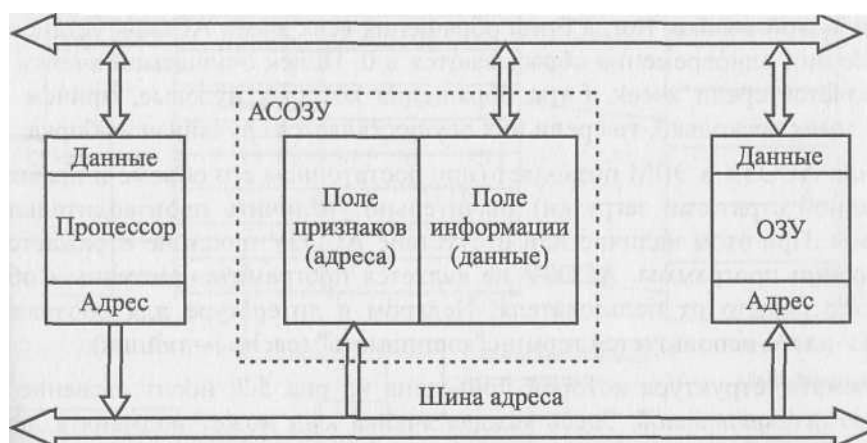 АСОЗУ
Данные
Процессор
Адрес
Поле
признаков
(адреса)
Поле
информации
(данные)
Данные
ОЗУ
Адрес
Шина адреса